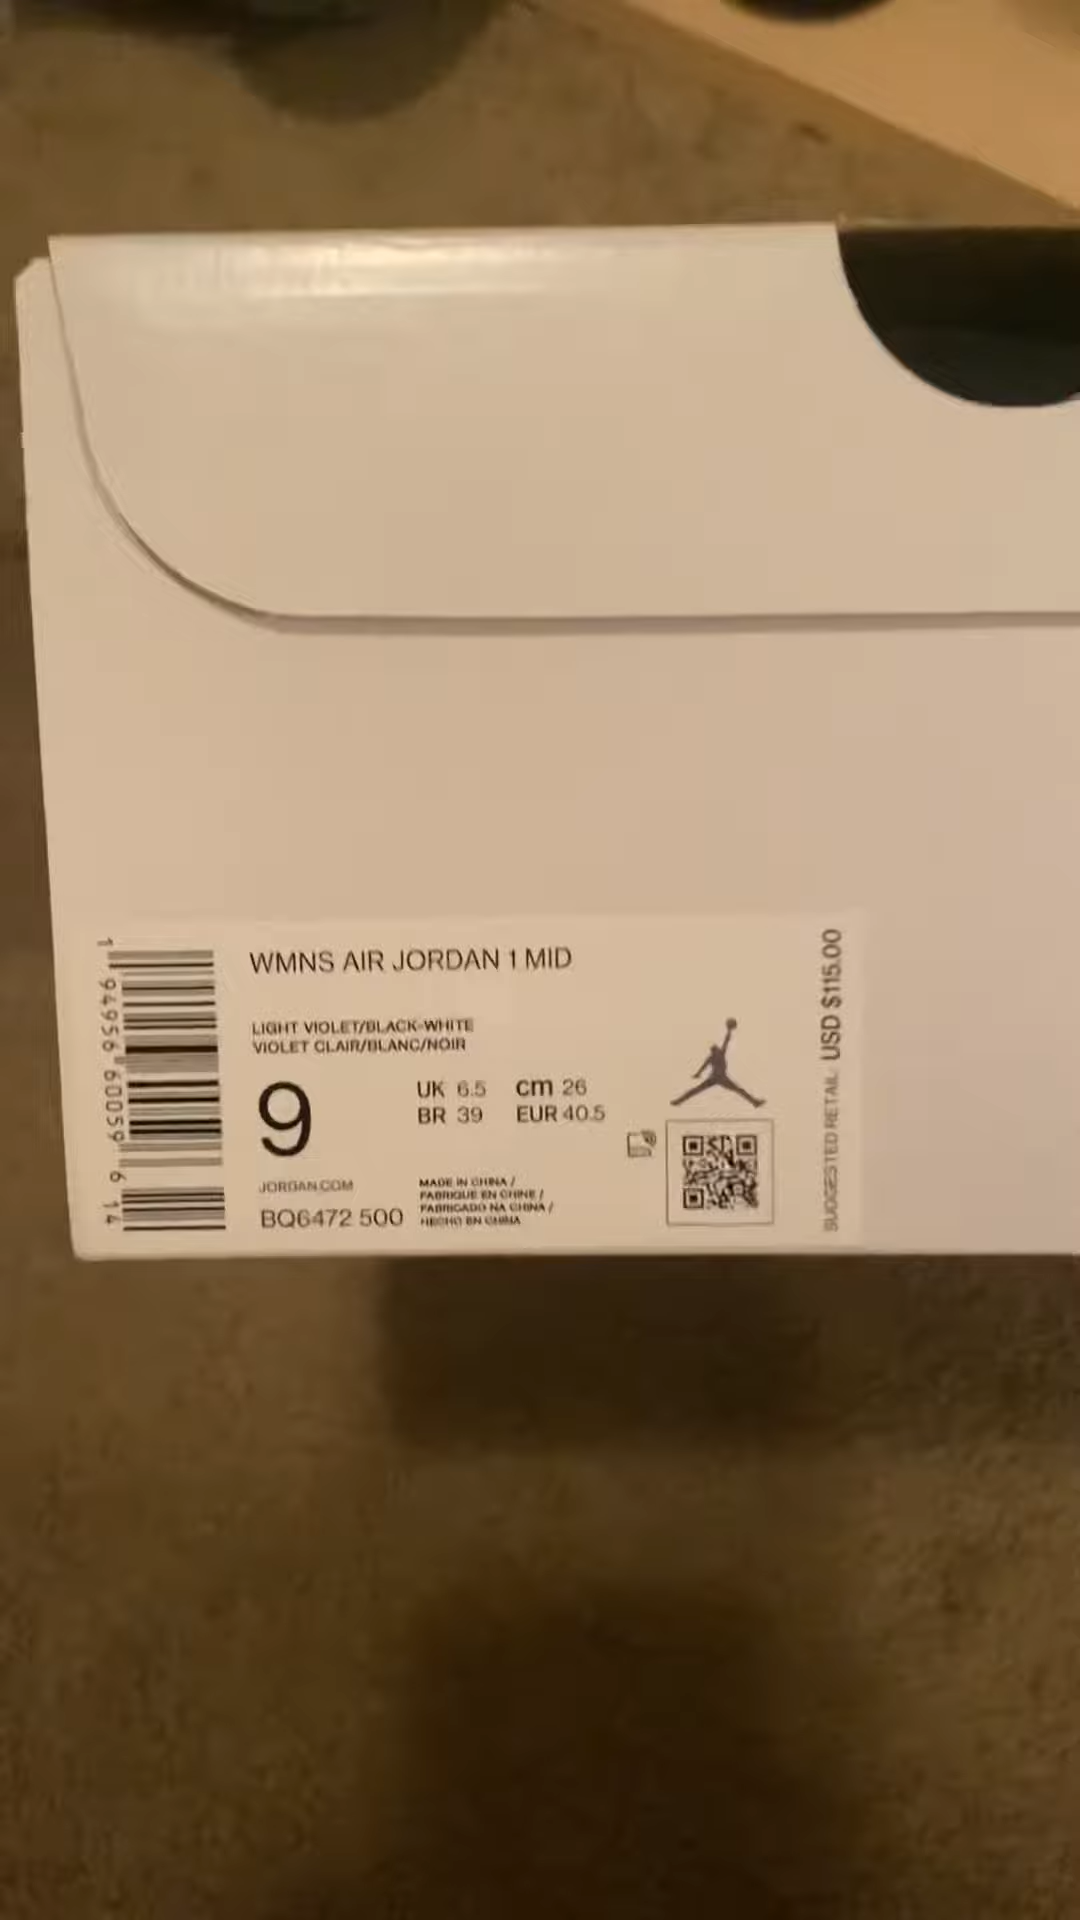 WMNS AIR JORDAN 1 MID
LIGHT VIOLET/BLACK-WHITE
VIOLET CLAIR/BLANC/NOIR
9
UK 6.5 cm 26
BR 39 EUR 40.5
JORDAN.COM
BQ6472 500
MADE IN CHINA /
FABRIQUE EN CHINE /
FABRICADO NA CHINA /
HECHO EN CHINA
SUGGESTED RETAIL: USD $115.00
1 94956 60059 6 14